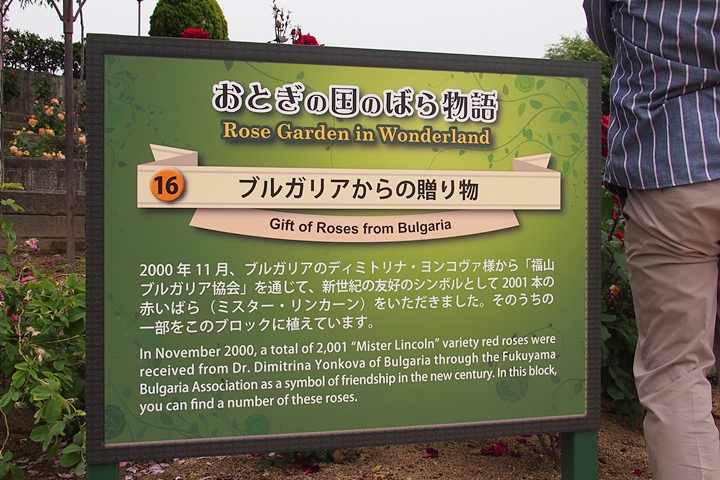 おとぎの国のばら物語
Rose Garden in Wonderland
16
ブルガリアからの贈り物
Gift of Roses from Bulgaria
2000年11月、ブルガリアのディミトリナ・ヨンコヴァ様から「福山
ブルガリア協会」を通じて、新世紀の友好のシンボルとして2001本の
赤いばら（ミスター・リンカーン）をいただきました。そのうちの
一部をこのブロックに植えています。
In November 2000, a total of 2,001 “Mister Lincoln” variety red roses were
received from Dr. Dimitrina Yonkova of Bulgaria through the Fukuyama
Bulgaria Association as a symbol of friendship in the new century. In this block,
you can find a number of these roses.